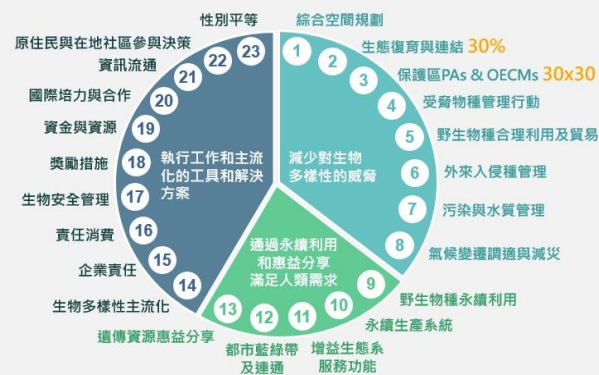 性別平等
23
綜合空間規劃
1
生態復育與連結 30%
2
保護區PAs & OECMs 30x30
3
受脅物種管理行動
4
野生物種合理利用及貿易
5
外來入侵種管理
6
污染與水質管理
7
氣候變遷調適與減災
8
減少對生物
多樣性的威脅
野生物種永續利用
9
永續生產系統
10
增益生態系
服務功能
11
都市藍綠帶
及連通
12
遺傳資源惠益分享
13
通過永續利用
和惠益分享
滿足人類需求
生物多樣性主流化
14
企業責任
15
責任消費
16
生物安全管理
17
獎勵措施
18
資金與資源
19
國際培力與合作
20
資訊流通
21
原住民與在地社區參與決策
22
執行工作和主流
化的工具和解決
方案